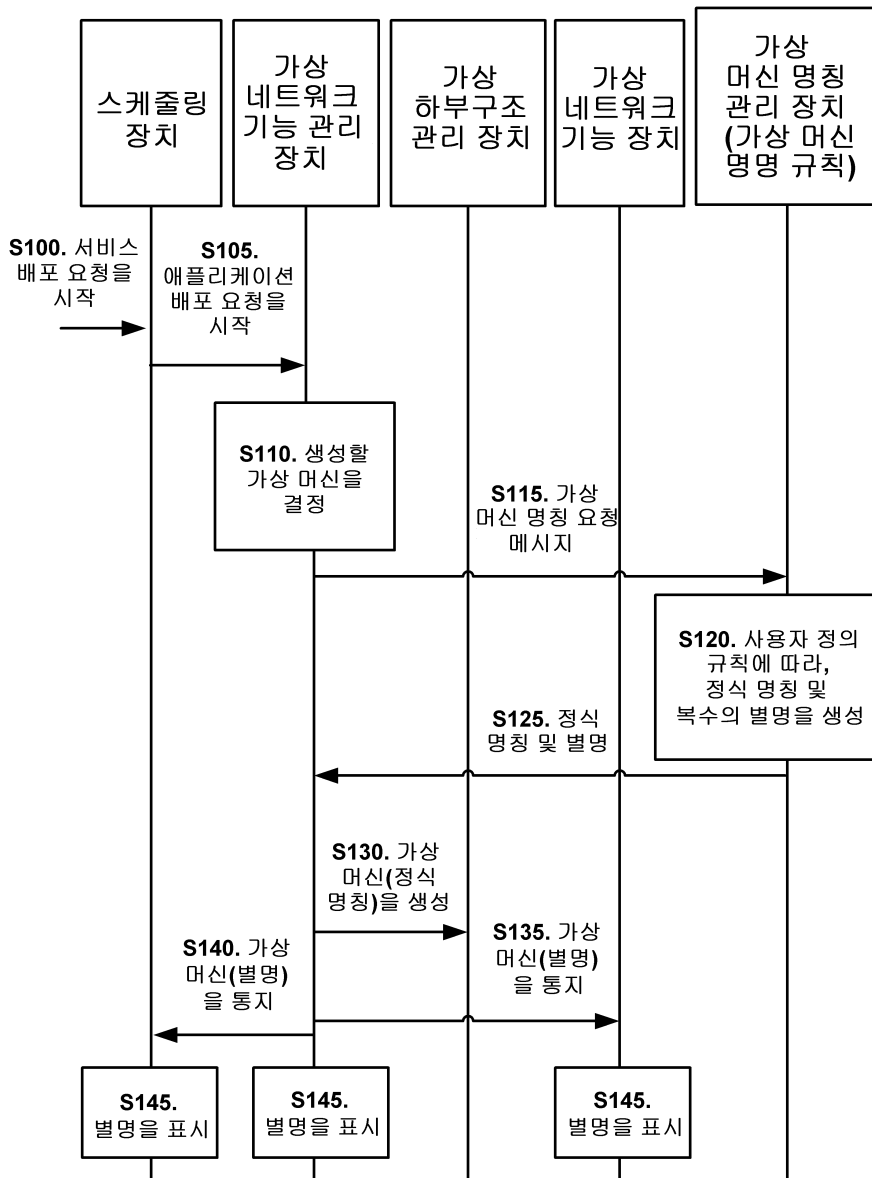 스케줄링
장치
가상
네트워크
기능 관리
장치
가상
하부구조
관리 장치
가상
네트워크
기능 장치
가상
머신 명칭
관리 장치
(가상 머신
명명 규칙)
S100. 서비스
배포 요청을
시작
S105.
애플리케이션
배포 요청을
시작
S110. 생성할
가상 머신을
결정
S115. 가상
머신 명칭 요청
메시지
S120. 사용자 정의
규칙에 따라,
정식 명칭 및
복수의 별명을 생성
S125. 정식
명칭 및 별명
S130. 가상
머신(정식
명칭)을 생성
S140. 가상
머신(별명)
을 통지
S135. 가상
머신(별명)
을 통지
S145.
별명을 표시
S145.
별명을 표시
S145.
별명을 표시